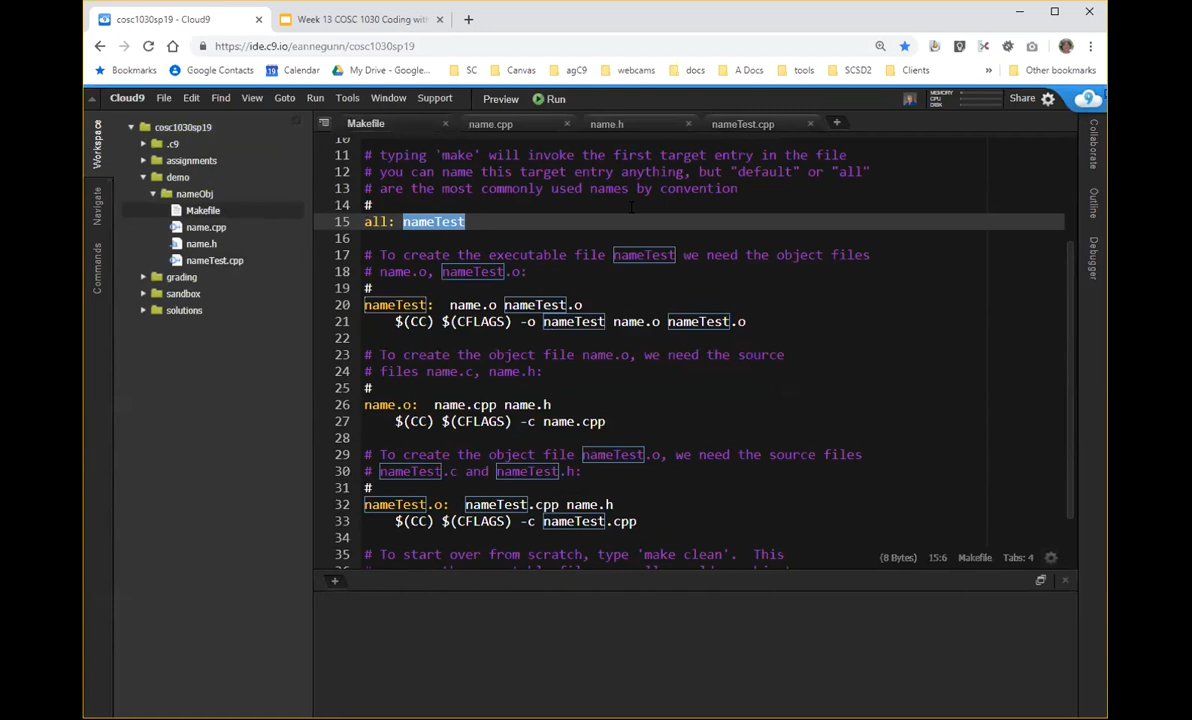 cosc1030sp19 - Cloud9
Week 13 COSC 1030 Coding with
https://ide.c9.io/eannegunn/cosc1030sp19
Bookmarks
Google Contacts
Calendar
My Drive - Google...
SC
Canvas
agC9
webcams
docs
A Docs
tools
SCSD2
Clients
»
Other bookmarks
Cloud9 File Edit Find View Goto Run Tools Window Support Preview Run
MEMORY
CPU
DISK
Share
Workspace
Navigate
Commands
cosc1030sp19
.c9
assignments
demo
nameObj
Makefile
name.cpp
name.h
nameTest.cpp
grading
sandbox
solutions
Makefile name.cpp name.h nameTest.cpp
10
11 # typing 'make' will invoke the first target entry in the file
12 # you can name this target entry anything, but "default" or "all"
13 # are the most commonly used names by convention
14 #
15 all: nameTest
16
17 # To create the executable file nameTest we need the object files
18 # name.o, nameTest.o:
19 #
20 nameTest: name.o nameTest.o
21 $(CC) $(CFLAGS) -o nameTest name.o nameTest.o
22
23 # To create the object file name.o, we need the source
24 # files name.c, name.h:
25 #
26 name.o: name.cpp name.h
27 $(CC) $(CFLAGS) -c name.cpp
28
29 # To create the object file nameTest.o, we need the source files
30 # nameTest.c and nameTest.h:
31 #
32 nameTest.o: nameTest.cpp name.h
33 $(CC) $(CFLAGS) -c nameTest.cpp
34
35 # To start over from scratch, type 'make clean'. This
(8 Bytes) 15:6 Makefile Tabs: 4
Collaborate
Outline
Debugger